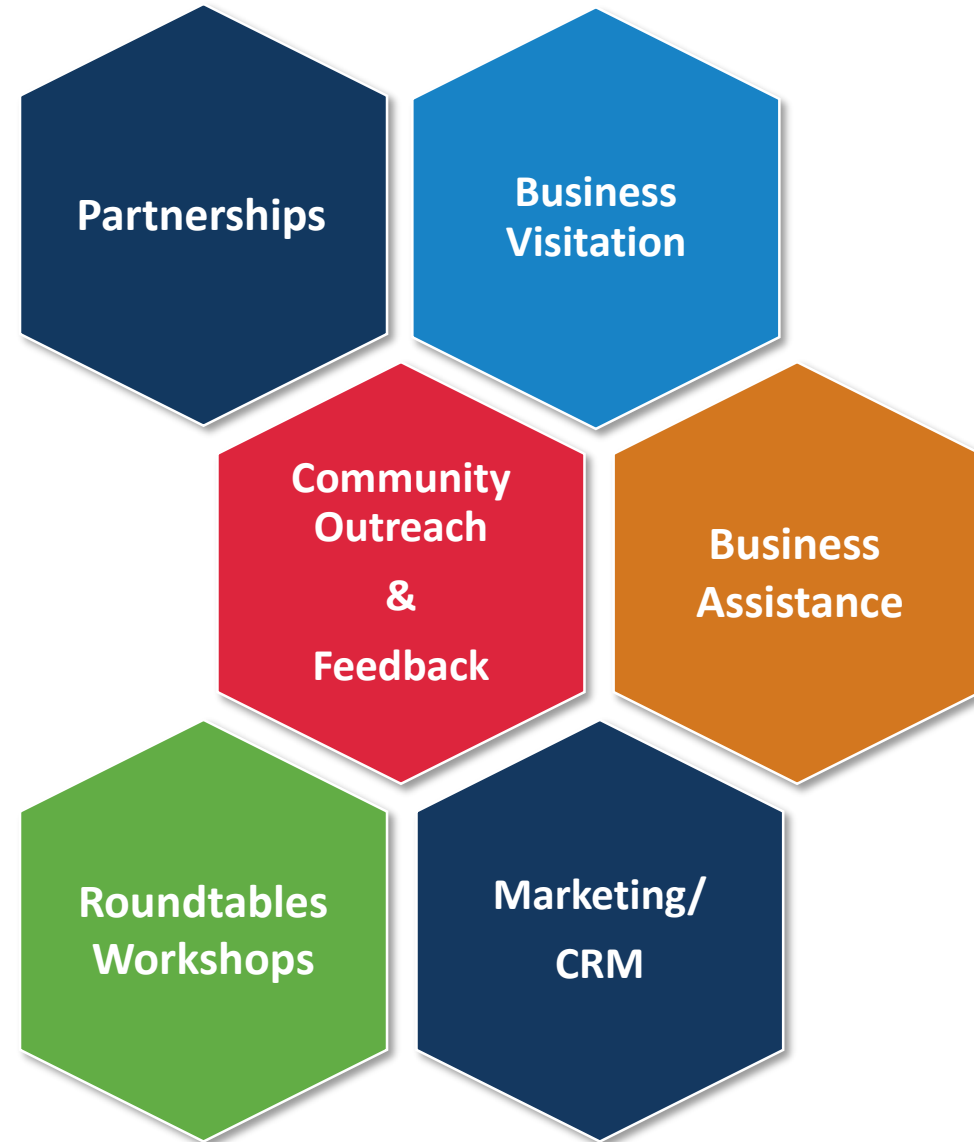 Partnerships
Business
Visitation
Community
Outreach
&
Feedback
Business
Assistance
Roundtables
Workshops
Marketing/
CRM